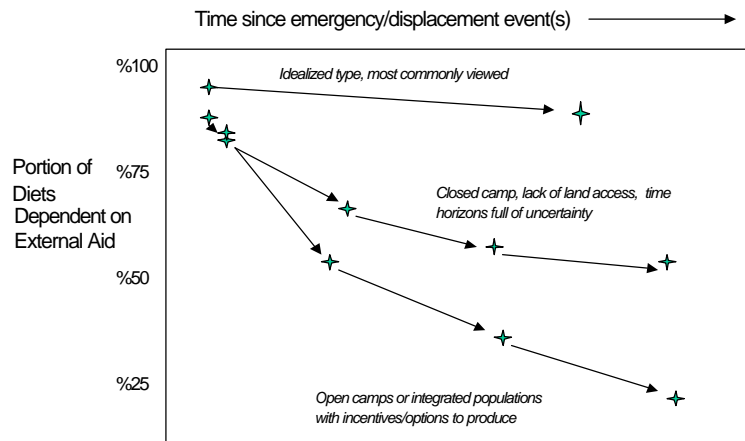 Time since emergency/displacement event(s)
%100
Idealized type, most commonly viewed
Portion of
Diets
Dependent on
External Aid
%75
Closed camp, lack of land access, time
horizons full of uncertainty
%50
%25
Open camps or integrated populations
with incentives/options to produce